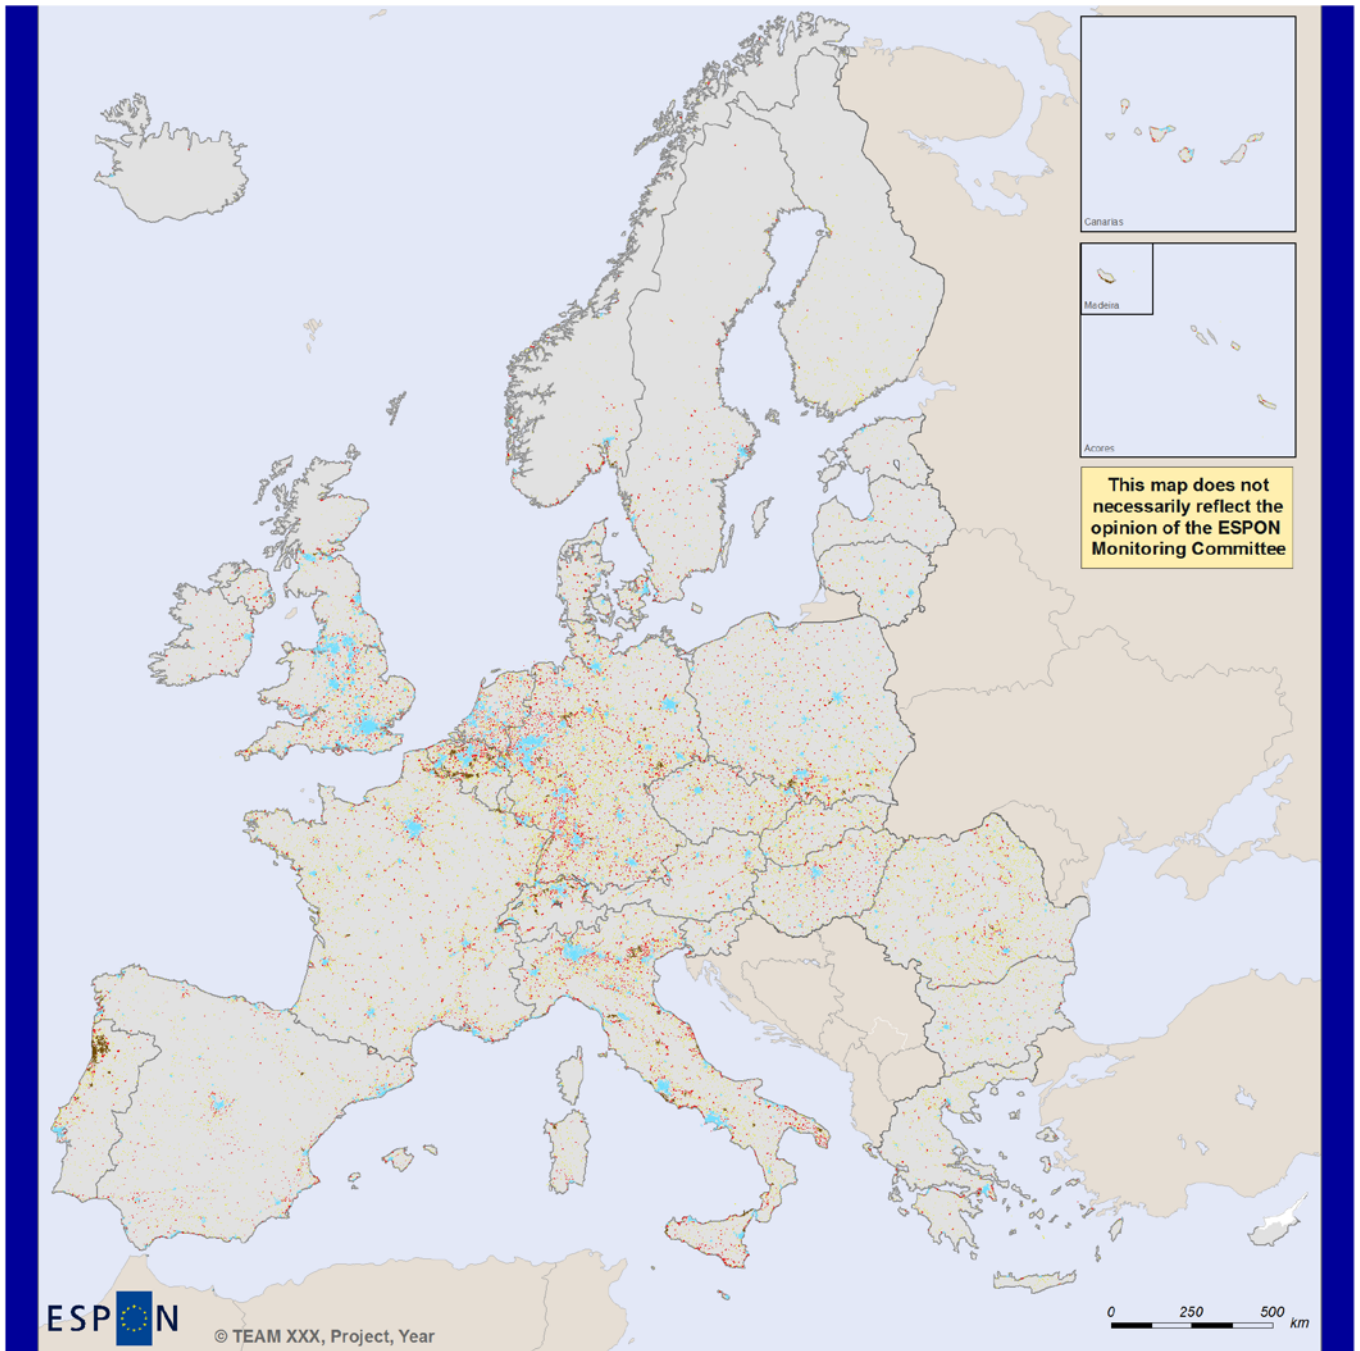 Canarias
Madeira
Acores
This map does not
necessarily reflect the
opinion of the ESPON
Monitoring Committee
ESPON
© TEAM XXX, Project, Year
0 250 500
km